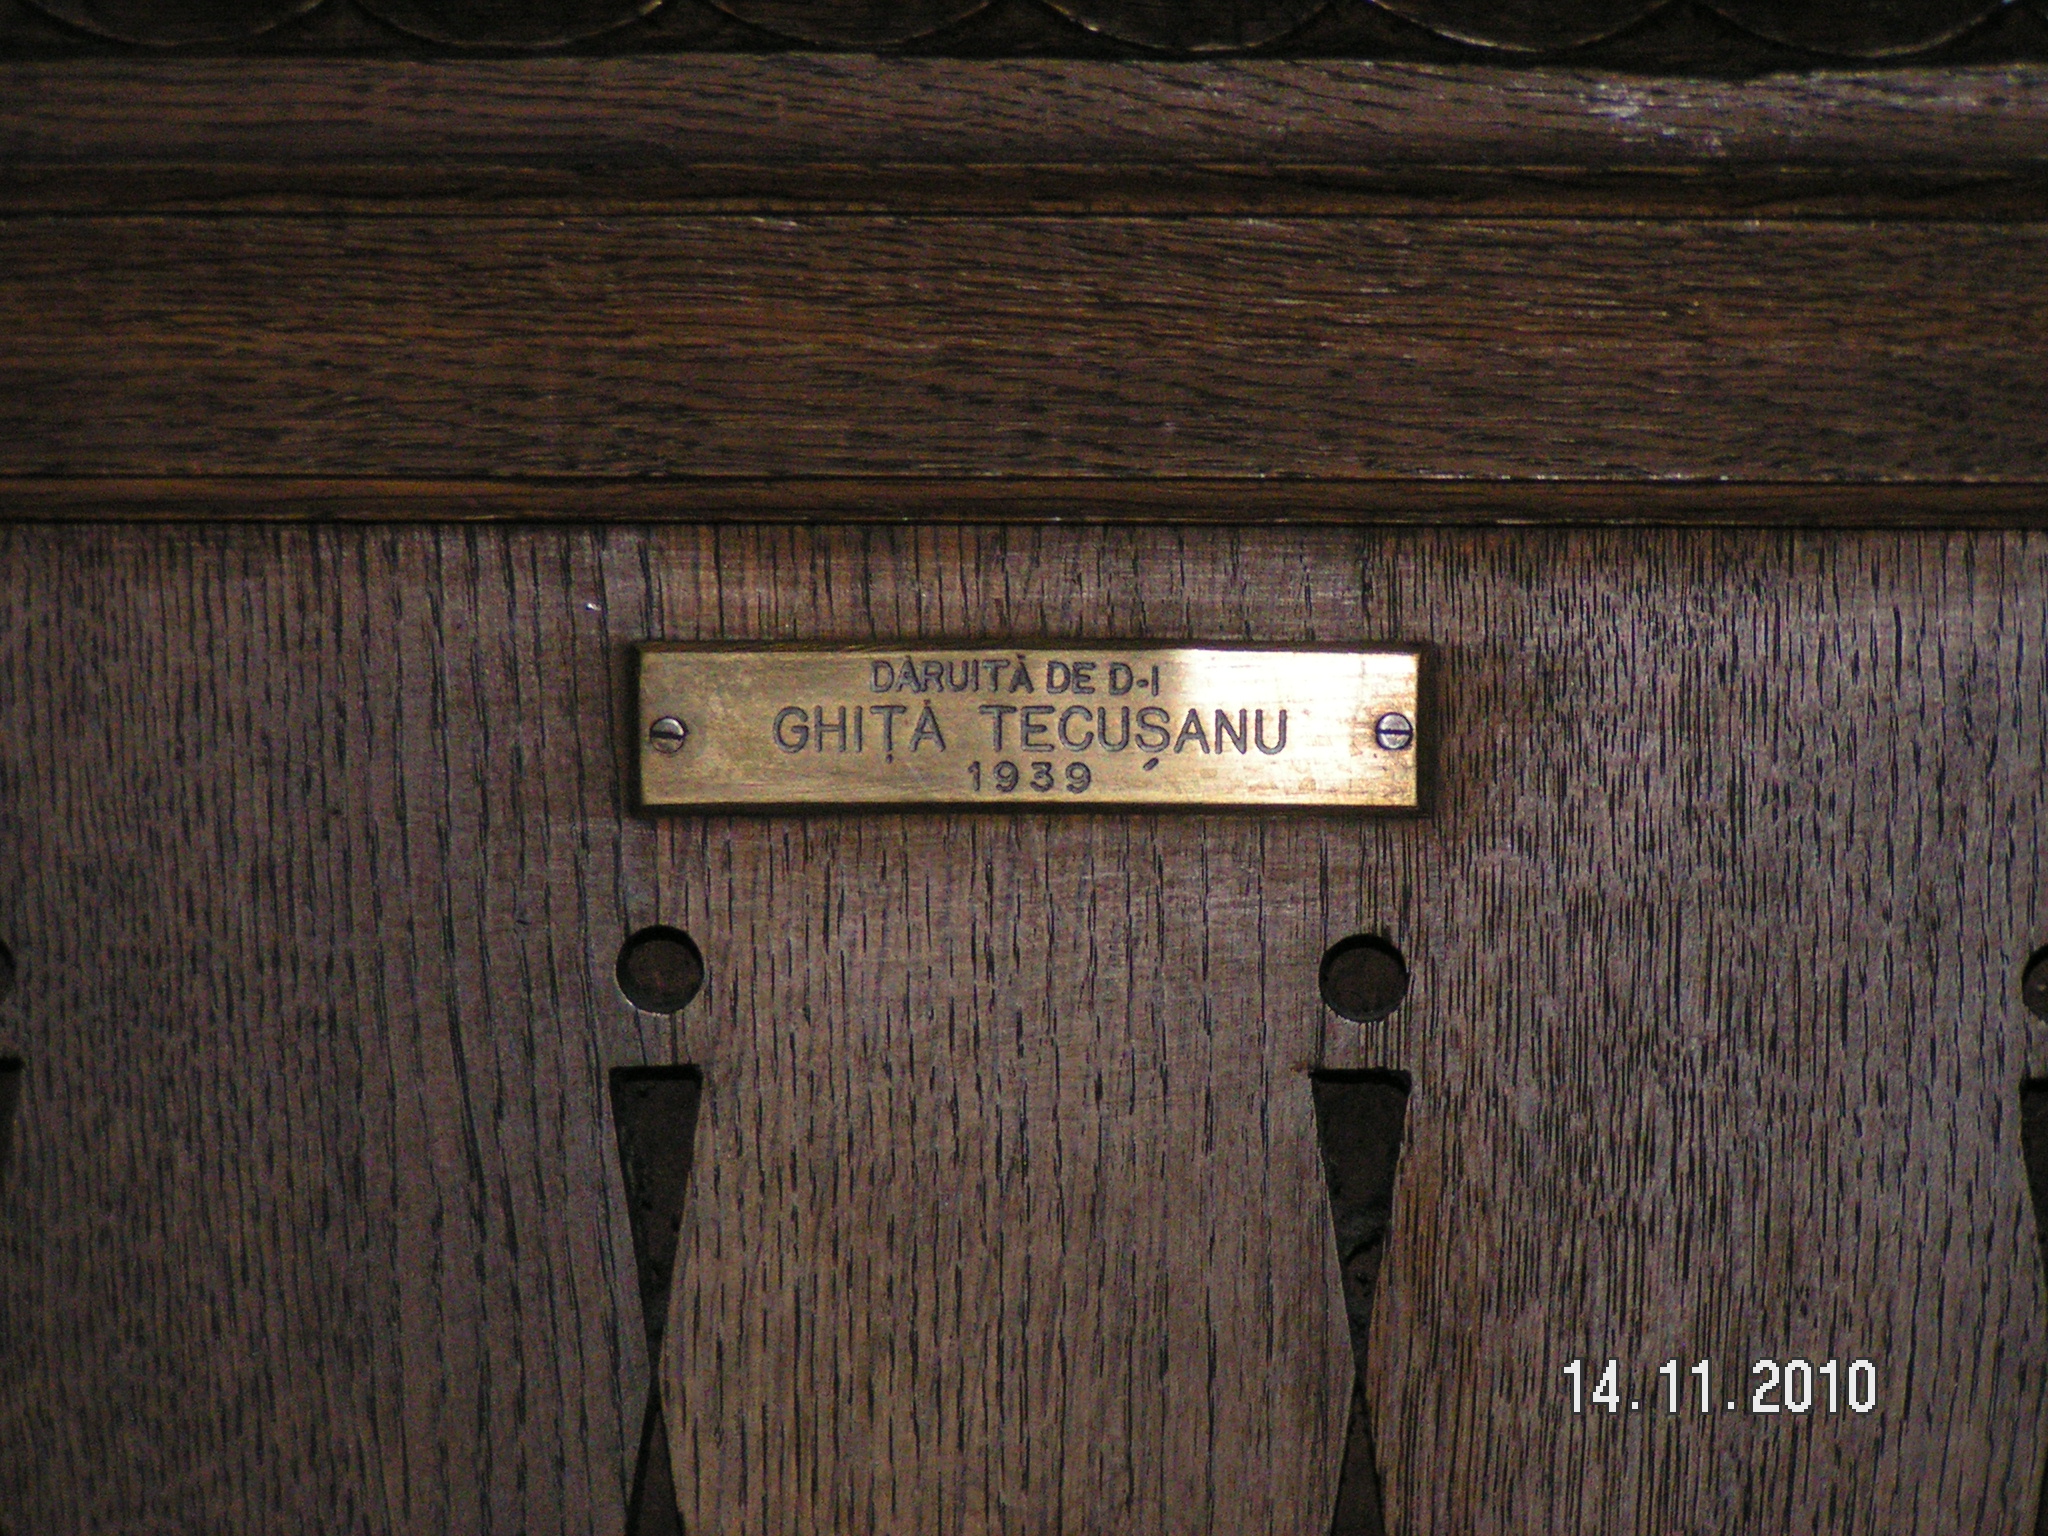 DĂRUITĂ DE D-l
GHIȚĂ TECUȘANU
1939
14.11.2010